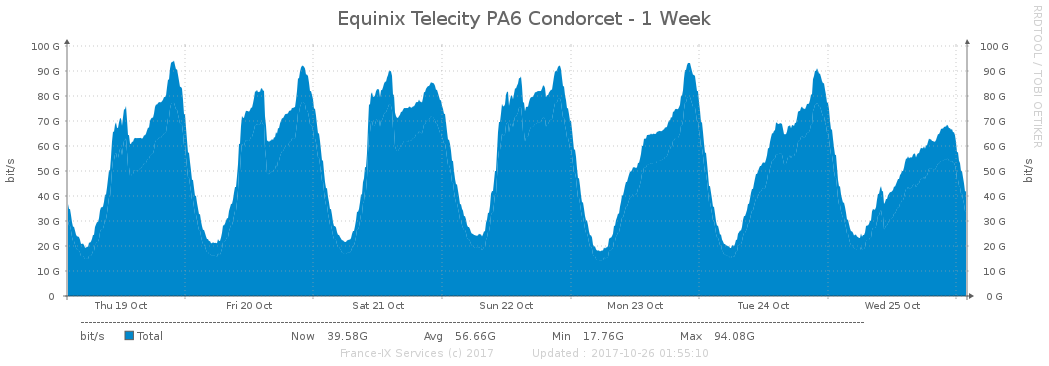 Equinix Telecity PA6 Condorcet - 1 Week
RRDTOOL / TOBI OETIKER
100 G 100 G
90 G 90 G
80 G 80 G
70 G 70 G
60 G 60 G
50 G 50 G
40 G 40 G
30 G 30 G
20 G 20 G
10 G 10 G
0 0 G
bit/s bit/s
Thu 19 Oct Fri 20 Oct Sat 21 Oct Sun 22 Oct Mon 23 Oct Tue 24 Oct Wed 25 Oct
bit/s Total Now 39.58G Avg 56.66G Min 17.76G Max 94.08G
France-IX Services (c) 2017 Updated : 2017-10-26 01:55:10